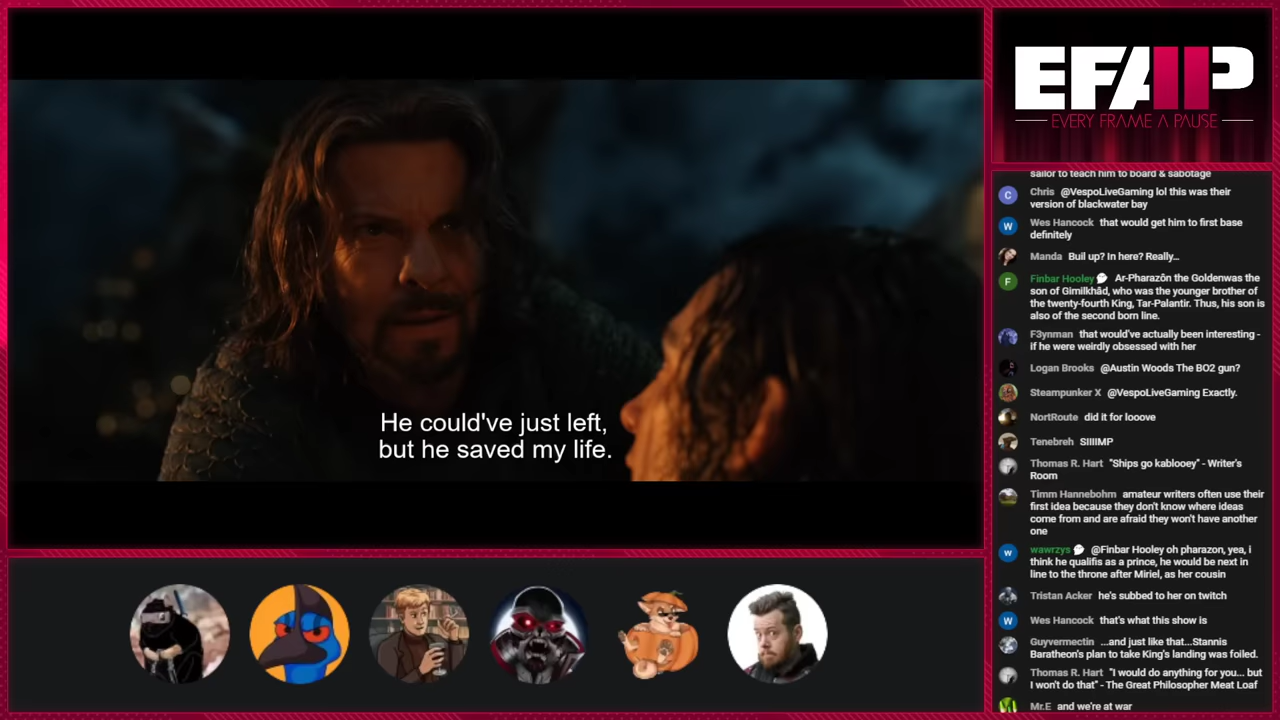 He could've just left,
but he saved my life.
EFAP
EVERY FRAME A PAUSE
sailor to teach him to board & sabotage
C
Chris @VespoLiveGaming lol this was their
version of blackwater bay
W
Wes Hancock that would get him to first base
definitely
Manda Buil up? In here? Really...
F
Finbar Hooley Ar-Pharazôn the Goldenwas the
son of Gimilkhâd, who was the younger brother of
the twenty-fourth King, Tar-Palantir. Thus, his son is
also of the second born line.
F3ynman that would've actually been interesting -
if he were weirdly obsessed with her
Logan Brooks @Austin Woods The BO2 gun?
Steampunker X @VespoLiveGaming Exactly.
NortRoute did it for looove
Tenebreh SIIIIMP
Thomas R. Hart "Ships go kablooey" - Writer's
Room
Timm Hannebohm amateur writers often use their
first idea because they don't know where ideas
come from and are afraid they won't have another
one
w
wawrzys @Finbar Hooley oh pharazon, yea, i
think he qualifis as a prince, he would be next in
line to the throne after Miriel, as her cousin
Tristan Acker he's subbed to her on twitch
W
Wes Hancock that's what this show is
Guyvermectin ...and just like that...Stannis
Baratheon's plan to take King's landing was foiled.
Thomas R. Hart "I would do anything for you... but
I won't do that" - The Great Philosopher Meat Loaf
Mr.E and we're at war